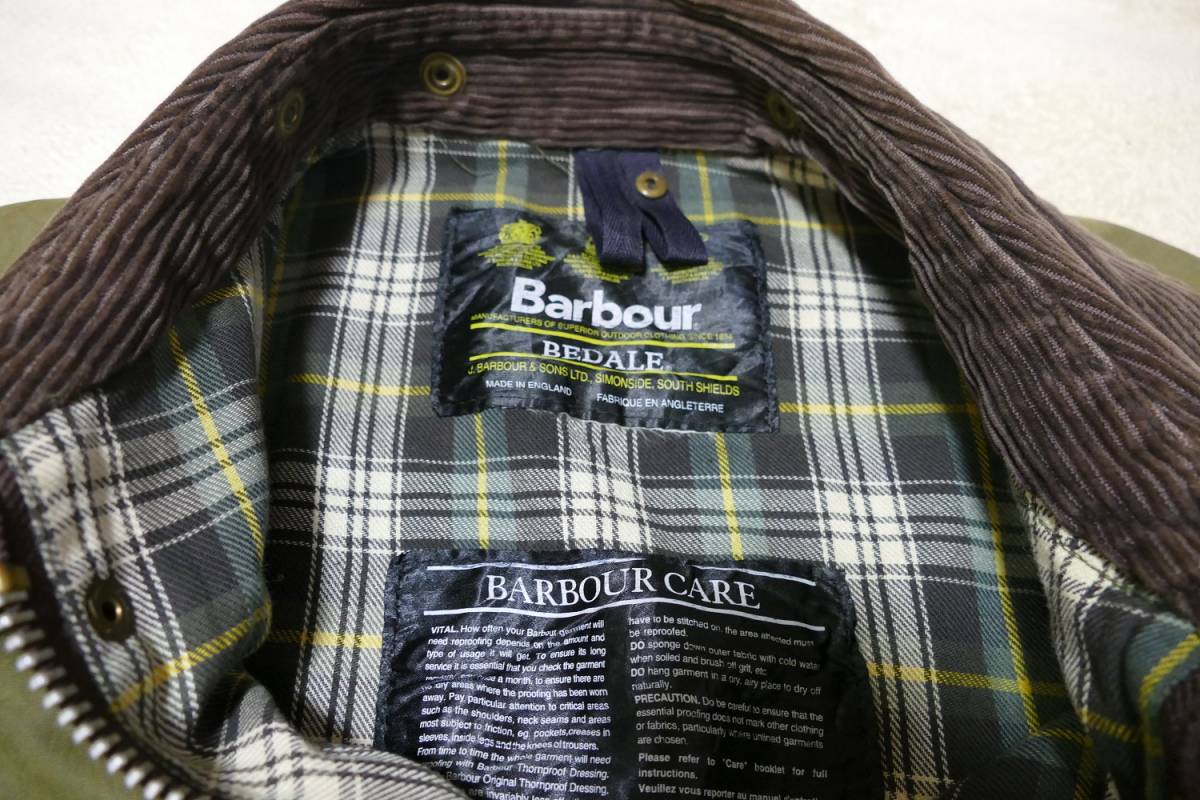 Barbour
MANUFACTURERS OF SUPERIOR OUTDOOR CLOTHING SINCE 1894
BEDALE
J. BARBOUR & SONS LTD., SIMONSIDE, SOUTH SHIELDS
MADE IN ENGLAND FABRIQUE EN ANGLETERRE
BARBOUR CARE
VITAL. How often your Barbour garment will
need reproofing depends on the amount and
type of usage it will get. To ensure its long
service it is essential that you check the garment
a month, to ensure there are
no dry areas where the proofing has been worn
away. Pay particular attention to critical areas
such as the shoulders, neck seams and areas
most subject to friction, eg. pockets, creases in
sleeves, inside legs and the knees of trousers.
From time to time the whole garment will need
with Barbour Thornproof Dressing.
Barbour Original Thornproof Dressing.
are invariably less
have to be stitched on, the area affected must
be reproofed.
DO sponge down outer fabric with cold water
when soiled and brush off grit, etc
DO hang garment in a dry, airy place to dry off
naturally.
PRECAUTION. Do be careful to ensure that the
essential proofing does not mark other clothing
or fabrics, particularly where unlined garments
are chosen.
Please refer to "Care" booklet for full
instructions.
Veuillez vous reporter au manuel